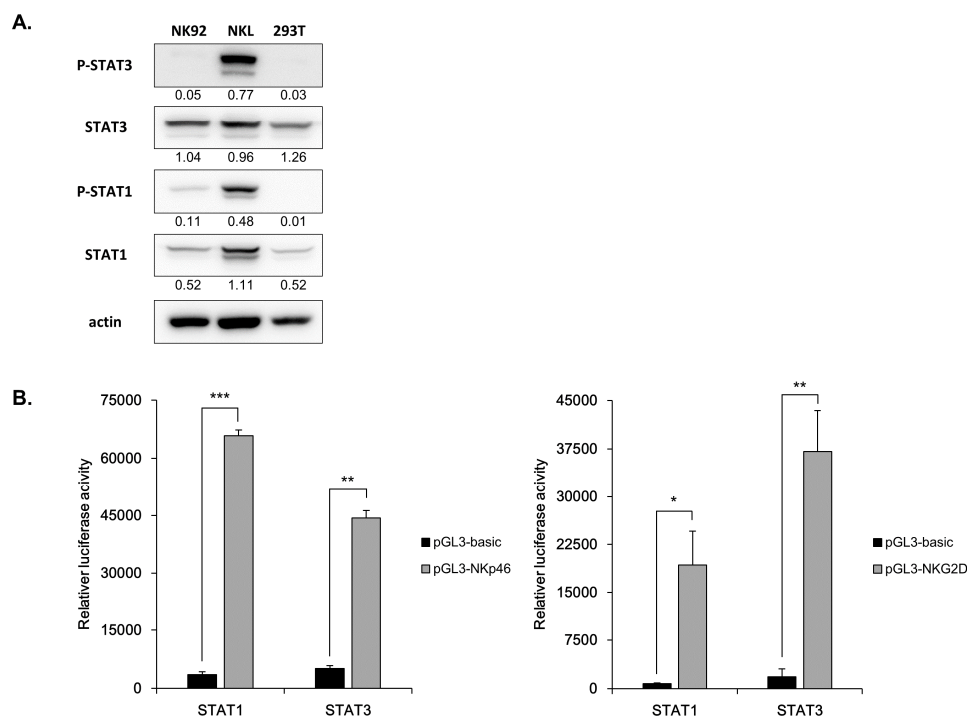 A.
NK92 NKL 293T
P-STAT3
0.05 0.77 0.03
STAT3
1.04 0.96 1.26
P-STAT1
0.11 0.48 0.01
STAT1
0.52 1.11 0.52
actin
B.
Relativer luciferase acivity
75000
60000
45000
30000
15000
0
***
**
STAT1 STAT3
pGL3-basic
pGL3-NKp46
Relativer luciferase activity
45000
37500
30000
22500
15000
7500
0
*
**
STAT1 STAT3
pGL3-basic
pGL3-NKG2D